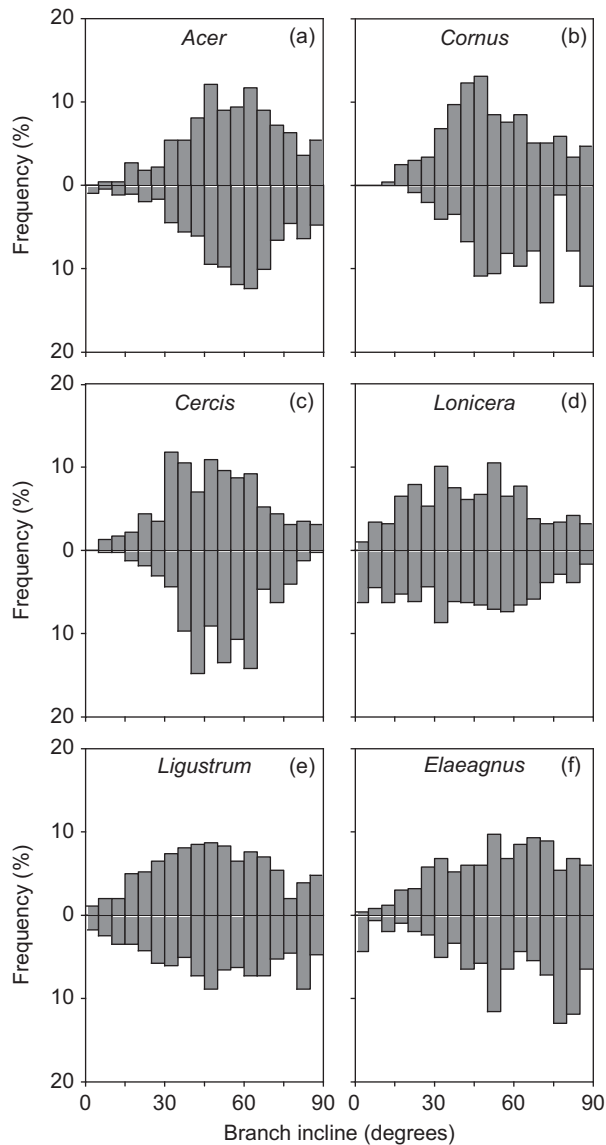 20
Acer (a)
Cornus (b)
10
Frequency (%)
0
10
20
20
Cercis (c)
Lonicera (d)
10
Frequency (%)
0
10
20
20
Ligustrum (e)
Elaeagnus (f)
10
Frequency (%)
0
10
20
0 30 60 90 0 30 60 90
Branch incline (degrees)